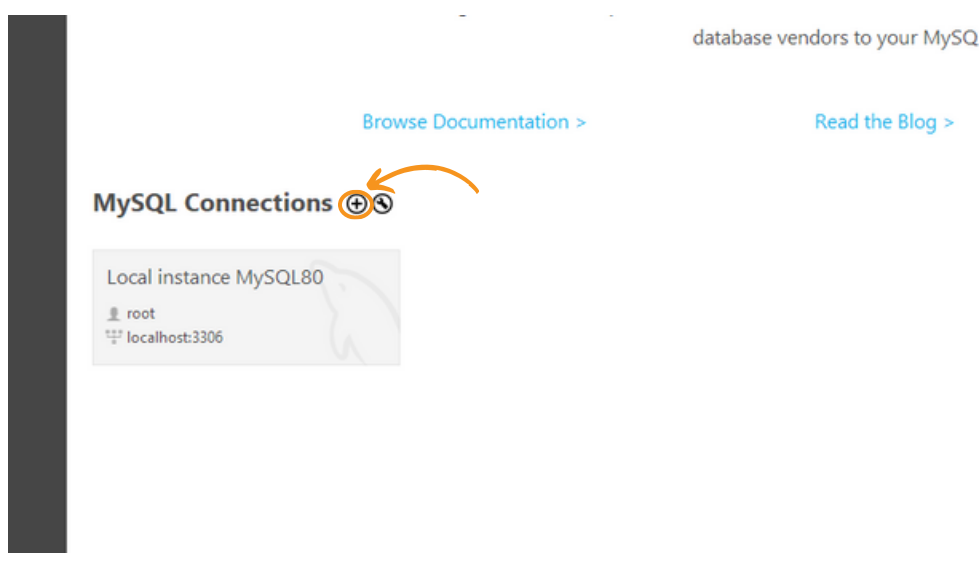 database vendors to your MySQ
Browse Documentation >
Read the Blog >
MySQL Connections
Local instance MySQL80
root
localhost:3306